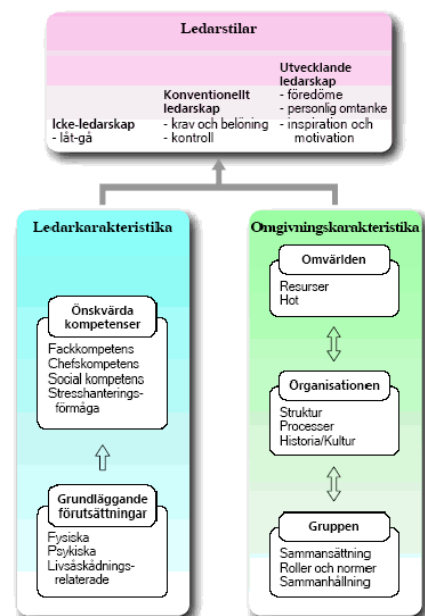 Ledarstilar
Icke-ledarskap
- låt-gå
Konventionellt
ledarskap
- krav och belöning
- kontroll
Utvecklande
ledarskap
- föredöme
- personlig omtanke
- inspiration och
motivation
Ledarkarakteristika
Önskvärda
kompetenser
Fackkompetens
Chefskompetens
Social kompetens
Stresshanterings-
förmåga
Grundläggande
förutsättningar
Fysiska
Psykiska
Livsåskådnings-
relaterade
Omgivningskarakteristika
Omvärlden
Resurser
Hot
Organisationen
Struktur
Processer
Historia/Kultur
Gruppen
Sammansättning
Roller och normer
Sammanhållning